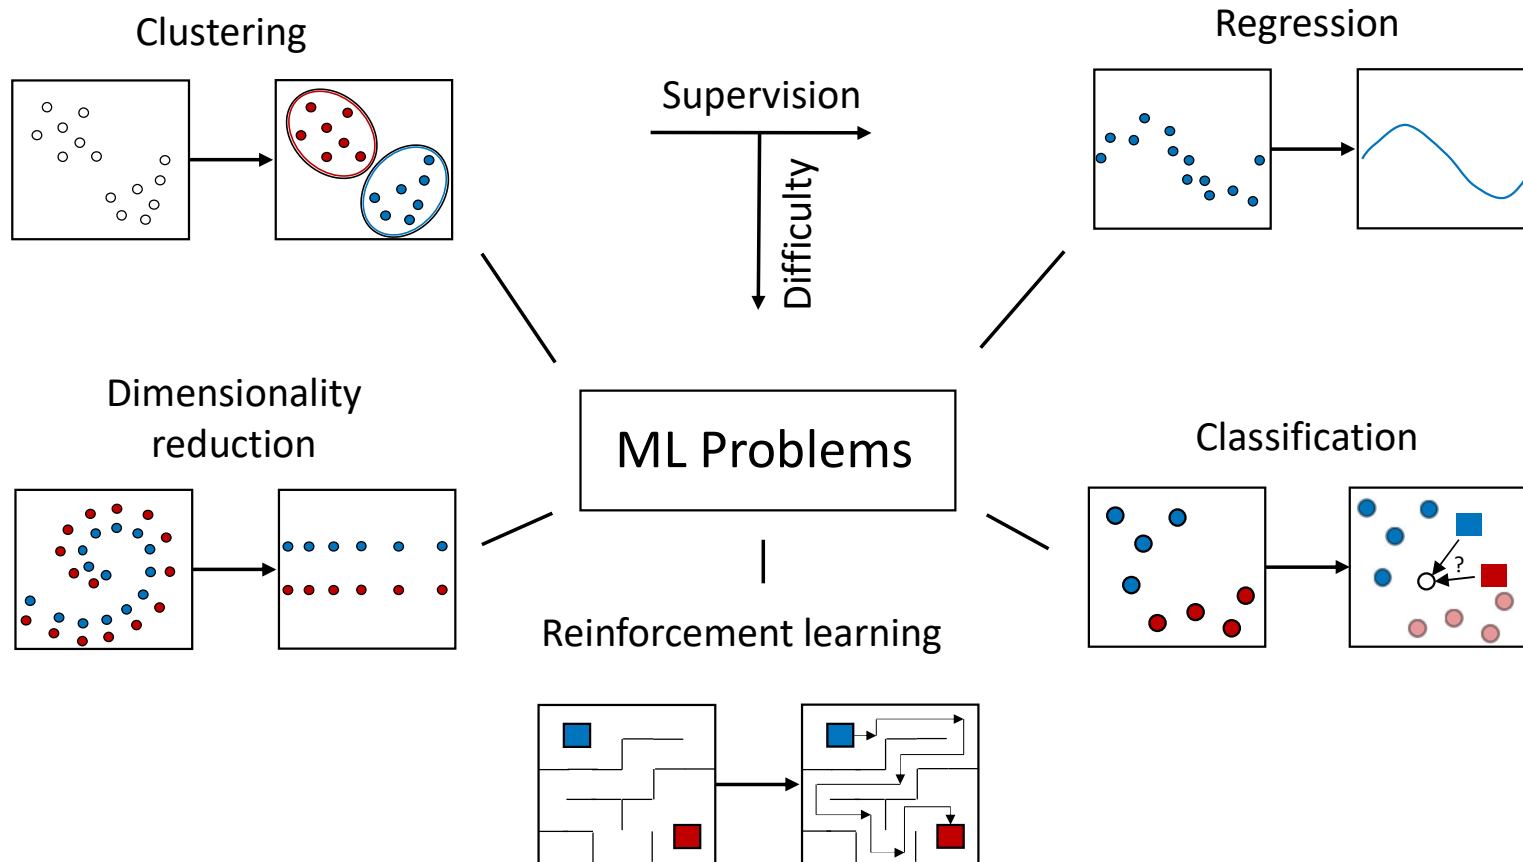 Clustering
Regression
Supervision
Difficulty
Dimensionality
reduction
ML Problems
Classification
?
Reinforcement learning